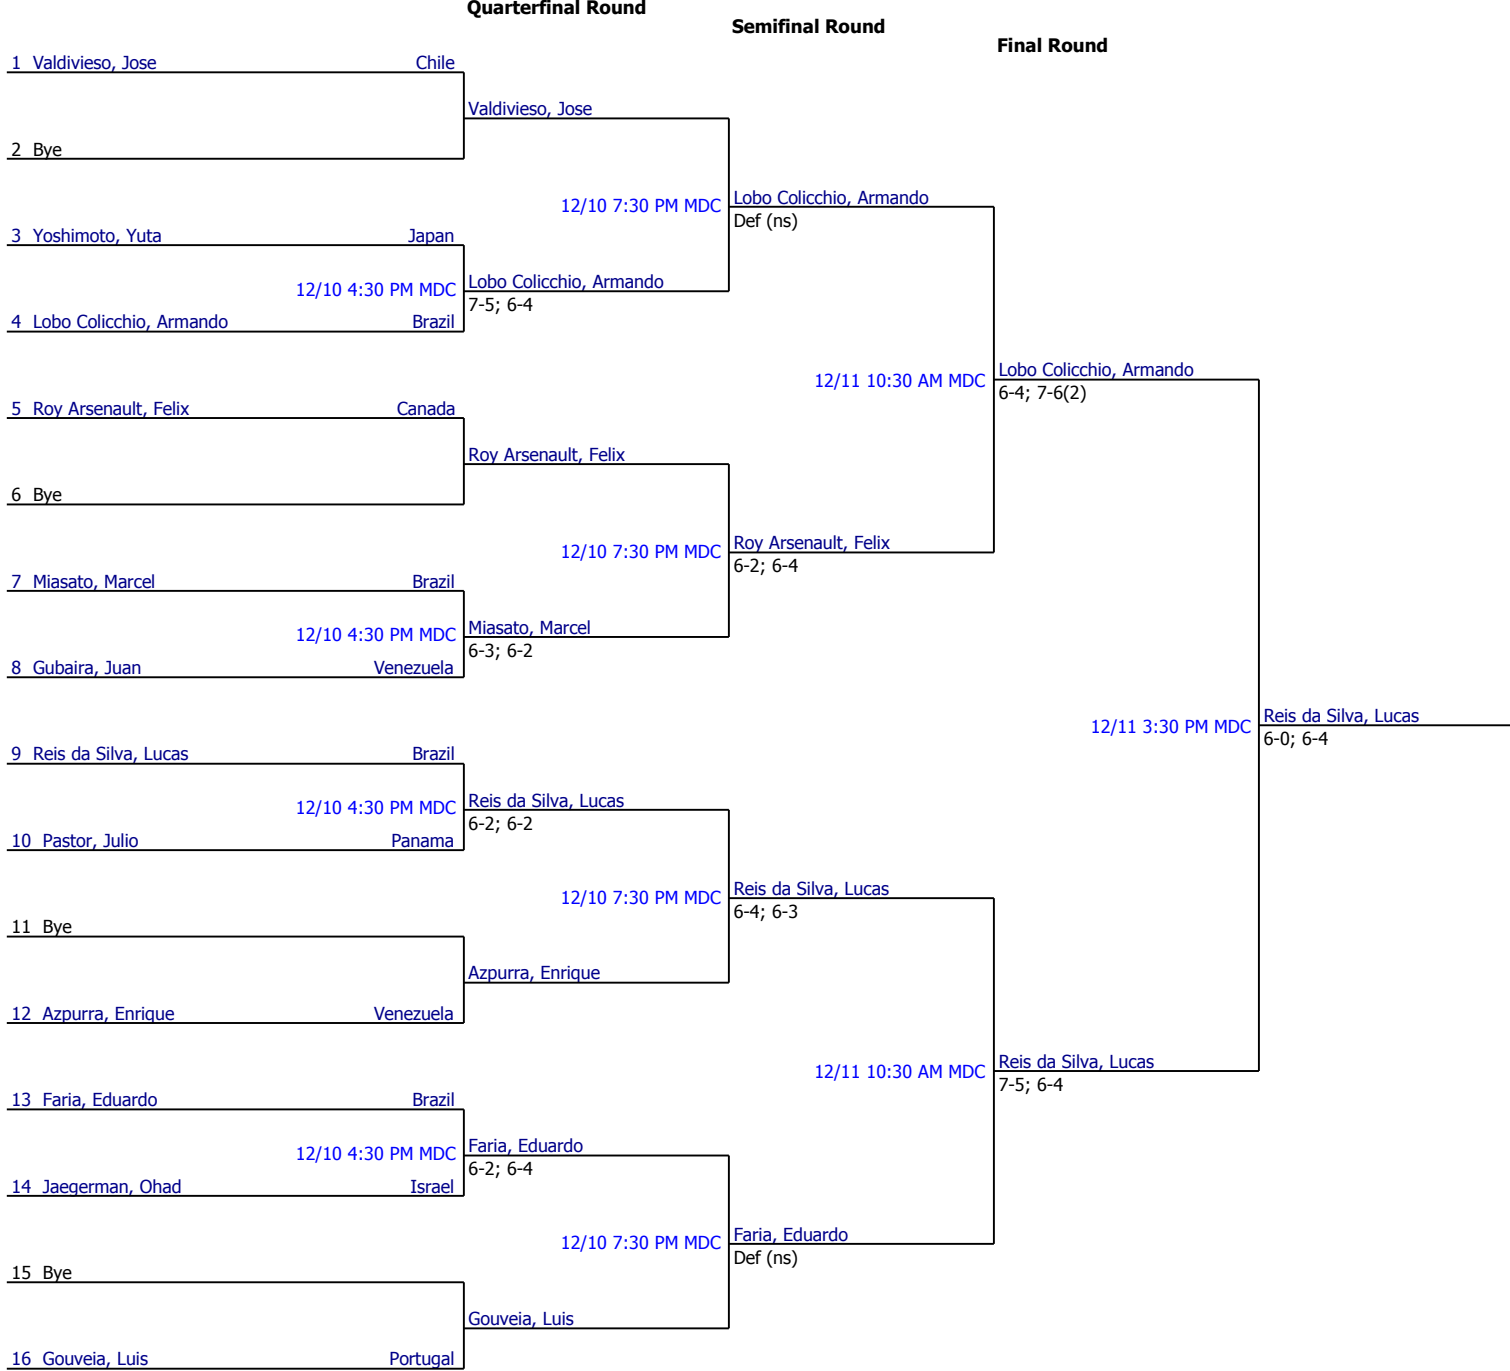 Quarterfinal Round
Semifinal Round
Final Round
1 Valdivieso, Jose Chile
Valdivieso, Jose
2 Bye
12/10 7:30 PM MDC Lobo Colicchio, Armando
Def (ns)
3 Yoshimoto, Yuta Japan
12/10 4:30 PM MDC Lobo Colicchio, Armando
7-5; 6-4
4 Lobo Colicchio, Armando Brazil
12/11 10:30 AM MDC Lobo Colicchio, Armando
6-4; 7-6(2)
5 Roy Arsenault, Felix Canada
Roy Arsenault, Felix
6 Bye
12/10 7:30 PM MDC Roy Arsenault, Felix
6-2; 6-4
7 Miasato, Marcel Brazil
12/10 4:30 PM MDC Miasato, Marcel
6-3; 6-2
8 Gubaira, Juan Venezuela
12/11 3:30 PM MDC Reis da Silva, Lucas
6-0; 6-4
9 Reis da Silva, Lucas Brazil
12/10 4:30 PM MDC Reis da Silva, Lucas
6-2; 6-2
10 Pastor, Julio Panama
12/10 7:30 PM MDC Reis da Silva, Lucas
6-4; 6-3
11 Bye
Azpurra, Enrique
12 Azpurra, Enrique Venezuela
12/11 10:30 AM MDC Reis da Silva, Lucas
7-5; 6-4
13 Faria, Eduardo Brazil
12/10 4:30 PM MDC Faria, Eduardo
6-2; 6-4
14 Jaegerman, Ohad Israel
12/10 7:30 PM MDC Faria, Eduardo
Def (ns)
15 Bye
Gouveia, Luis
16 Gouveia, Luis Portugal